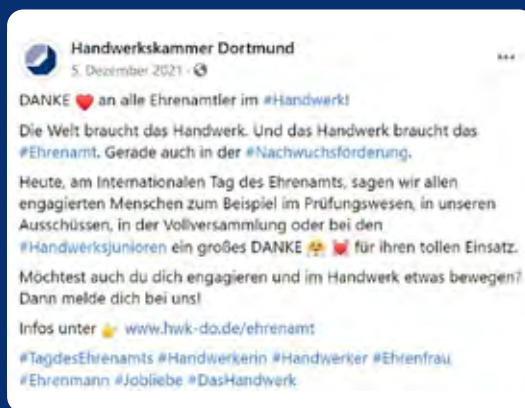 Handwerkskammer Dortmund
5. Dezember 2021 ·
DANKE ❤️ an alle Ehrenamtler im #Handwerk!
Die Welt braucht das Handwerk. Und das Handwerk braucht das
#Ehrenamt. Gerade auch in der #Nachwuchsförderung.
Heute, am Internationalen Tag des Ehrenamts, sagen wir allen
engagierten Menschen zum Beispiel im Prüfungswesen, in unseren
Ausschüssen, in der Vollversammlung oder bei den
#Handwerksjunioren ein großes DANKE 🤗 💓 für ihren tollen Einsatz.
Möchtest auch du dich engagieren und im Handwerk etwas bewegen?
Dann melde dich bei uns!
Infos unter 👉 www.hwk-do.de/ehrenamt
#TagdesEhrenamts #Handwerkerin #Handwerker #Ehrenfrau
#Ehrenmann #Jobliebe #DasHandwerk